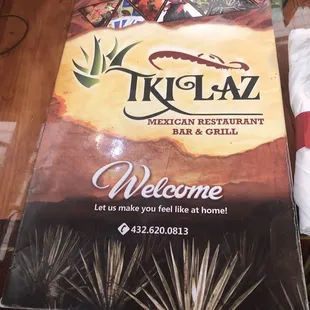 TKILAZ
MEXICAN RESTAURANT
BAR & GRILL
Welcome
Let us make you feel like at home!
432.620.0813